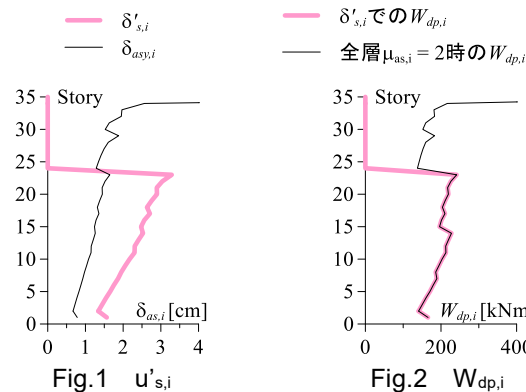 δ's,i
δasy,i
35
30
25
20
15
10
5
0
Story
δas,i [cm]
0 1 2 3 4
Fig.1 u's,i
δ's,iでのWdp,i
全層μas,i = 2時のWdp,i
35
30
25
20
15
10
5
0
Story
Wdp,i [kNm
0 200 400
Fig.2 Wdp,i